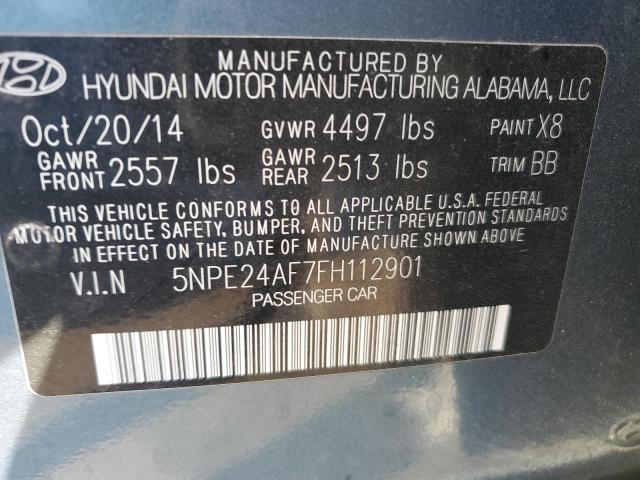 MANUFACTURED BY
HYUNDAI MOTOR MANUFACTURING ALABAMA, LLC
Oct/20/14 GVWR 4497 lbs PAINT X8
GAWR FRONT 2557 lbs GAWR REAR 2513 lbs TRIM BB
THIS VEHICLE CONFORMS TO ALL APPLICABLE U.S.A. FEDERAL
MOTOR VEHICLE SAFETY, BUMPER, AND THEFT PREVENTION STANDARDS
IN EFFECT ON THE DATE OF MANUFACTURE SHOWN ABOVE.
V.I.N 5NPE24AF7FH112901
PASSENGER CAR